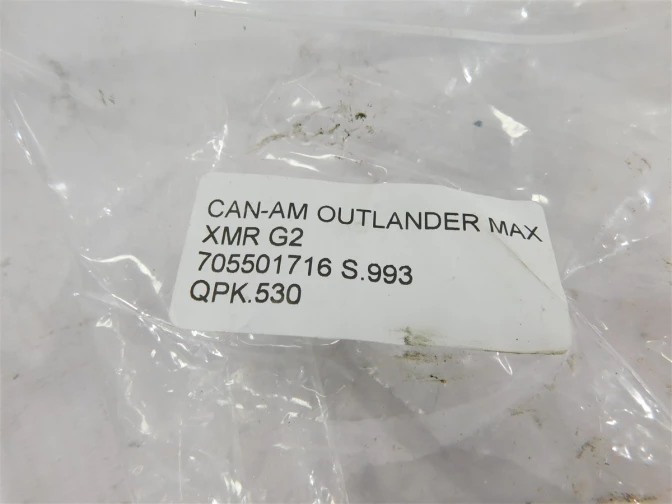 CAN-AM OUTLANDER MAX
XMR G2
705501716 S.993
QPK.530